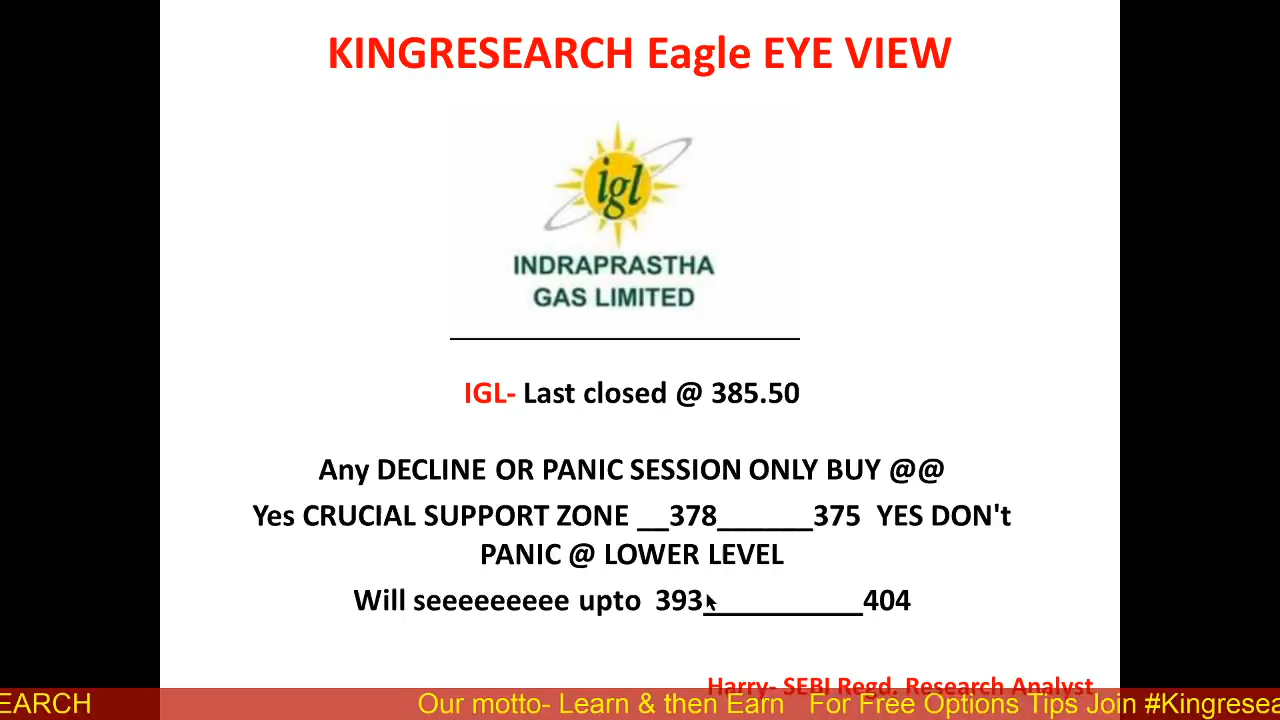 KINGRESEARCH Eagle EYE VIEW
igl
INDRAPRASTHA
GAS LIMITED
IGL- Last closed @ 385.50
Any DECLINE OR PANIC SESSION ONLY BUY @@
Yes CRUCIAL SUPPORT ZONE __378______375 YES DON't
PANIC @ LOWER LEVEL
Will seeeeeeeee upto 393__________404
Harry- SEBI Regd. Research Analyst
EARCH Our motto- Learn & then Earn For Free Options Tips Join #Kingresea